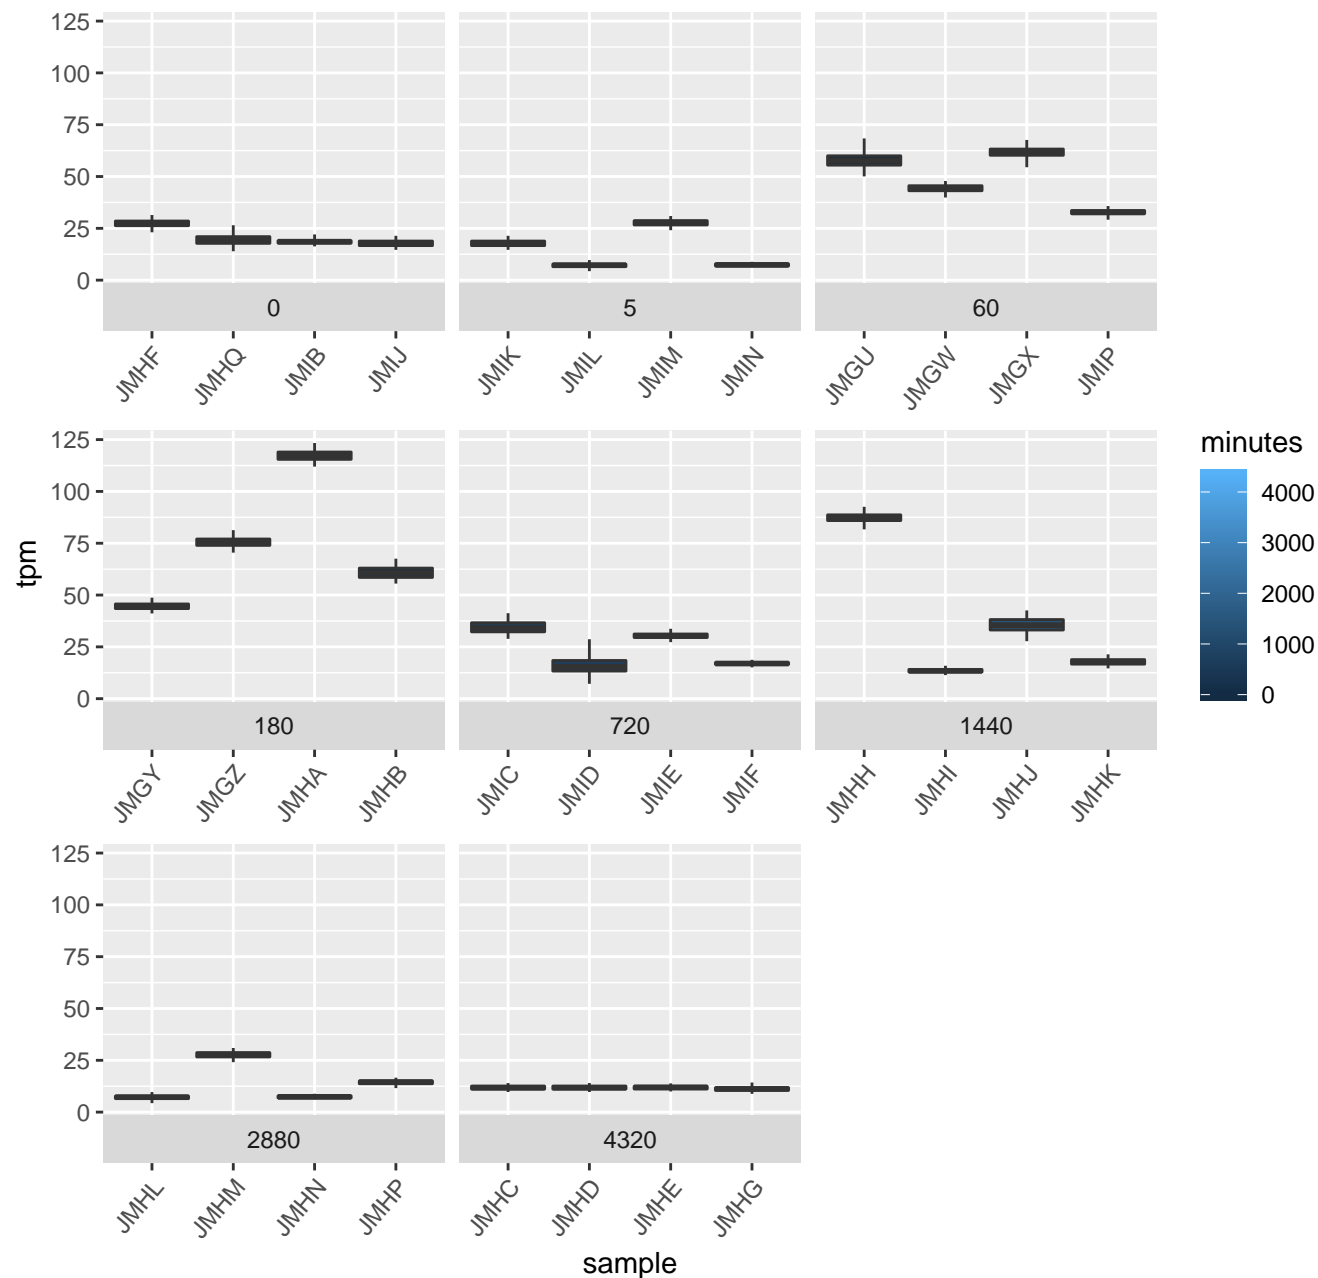 125
100
75
50
25
0
0
5
60
JMHF
JMHQ
JMIB
JMIJ
JMIK
JMIL
JMIM
JMIN
JMGU
JMGW
JMGX
JMIP
tpm
125
100
75
50
25
0
180
720
1440
JMGY
JMGZ
JMHA
JMHB
JMIC
JMID
JMIE
JMIF
JMHH
JMHI
JMHJ
JMHK
minutes
4000
3000
2000
1000
0
125
100
75
50
25
0
2880
4320
JMHL
JMHM
JMHN
JMHP
JMHC
JMHD
JMHE
JMHG
sample